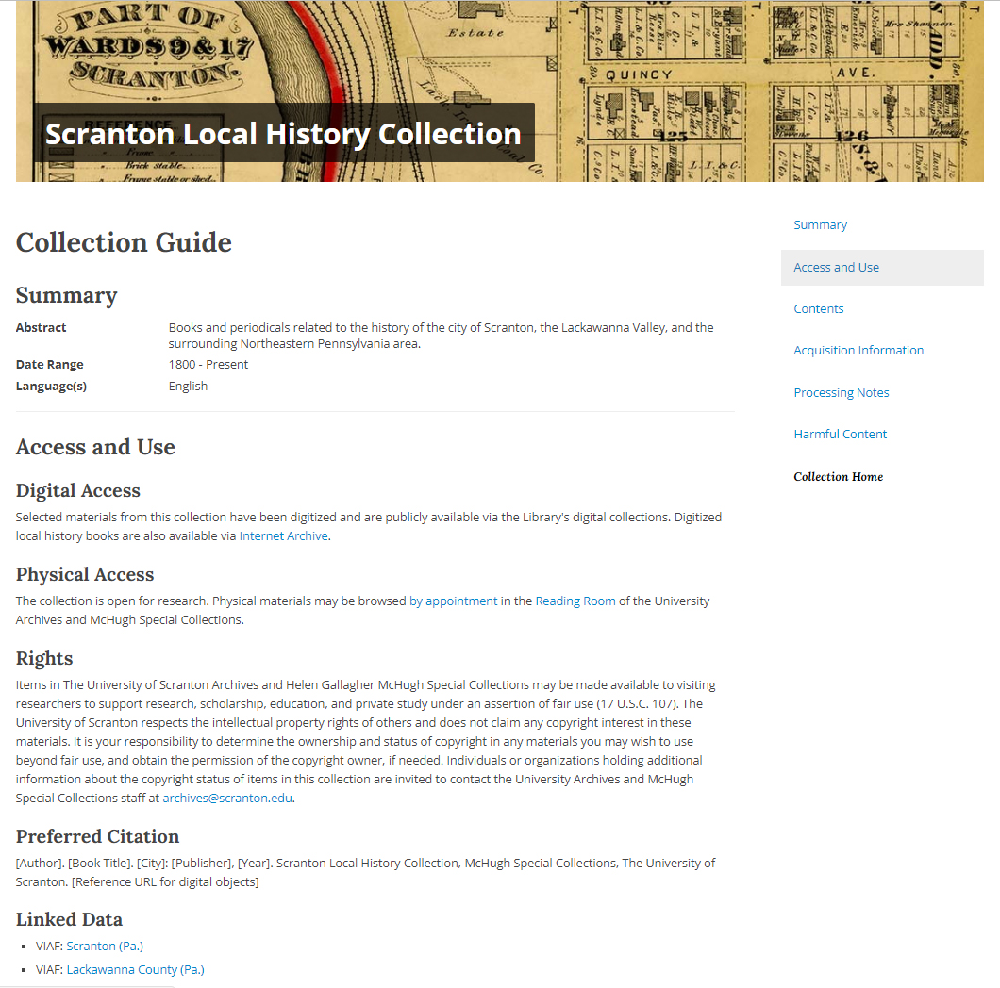 PART OF
WARDS 9 & 17
SCRANTON.
Estate
Mrs Shannon
QUINCY AVE.
Lack. Iron
Coal Co
REFERENCE
Frame
Brick stable.
Frame stable or shed.
125
126
L.I.& C.
Scranton Local History Collection
Collection Guide
Summary
Abstract Books and periodicals related to the history of the city of Scranton, the Lackawanna Valley, and the
surrounding Northeastern Pennsylvania area.
Date Range 1800 - Present
Language(s) English
Access and Use
Digital Access
Selected materials from this collection have been digitized and are publicly available via the Library's digital collections. Digitized
local history books are also available via Internet Archive.
Physical Access
The collection is open for research. Physical materials may be browsed by appointment in the Reading Room of the University
Archives and McHugh Special Collections.
Rights
Items in The University of Scranton Archives and Helen Gallagher McHugh Special Collections may be made available to visiting
researchers to support research, scholarship, education, and private study under an assertion of fair use (17 U.S.C. 107). The
University of Scranton respects the intellectual property rights of others and does not claim any copyright interest in these
materials. It is your responsibility to determine the ownership and status of copyright in any materials you may wish to use
beyond fair use, and obtain the permission of the copyright owner, if needed. Individuals or organizations holding additional
information about the copyright status of items in this collection are invited to contact the University Archives and McHugh
Special Collections staff at archives@scranton.edu.
Preferred Citation
[Author]. [Book Title]. [City]: [Publisher], [Year]. Scranton Local History Collection, McHugh Special Collections, The University of
Scranton. [Reference URL for digital objects]
Linked Data
VIAF: Scranton (Pa.)
VIAF: Lackawanna County (Pa.)
Summary
Access and Use
Contents
Acquisition Information
Processing Notes
Harmful Content
Collection Home